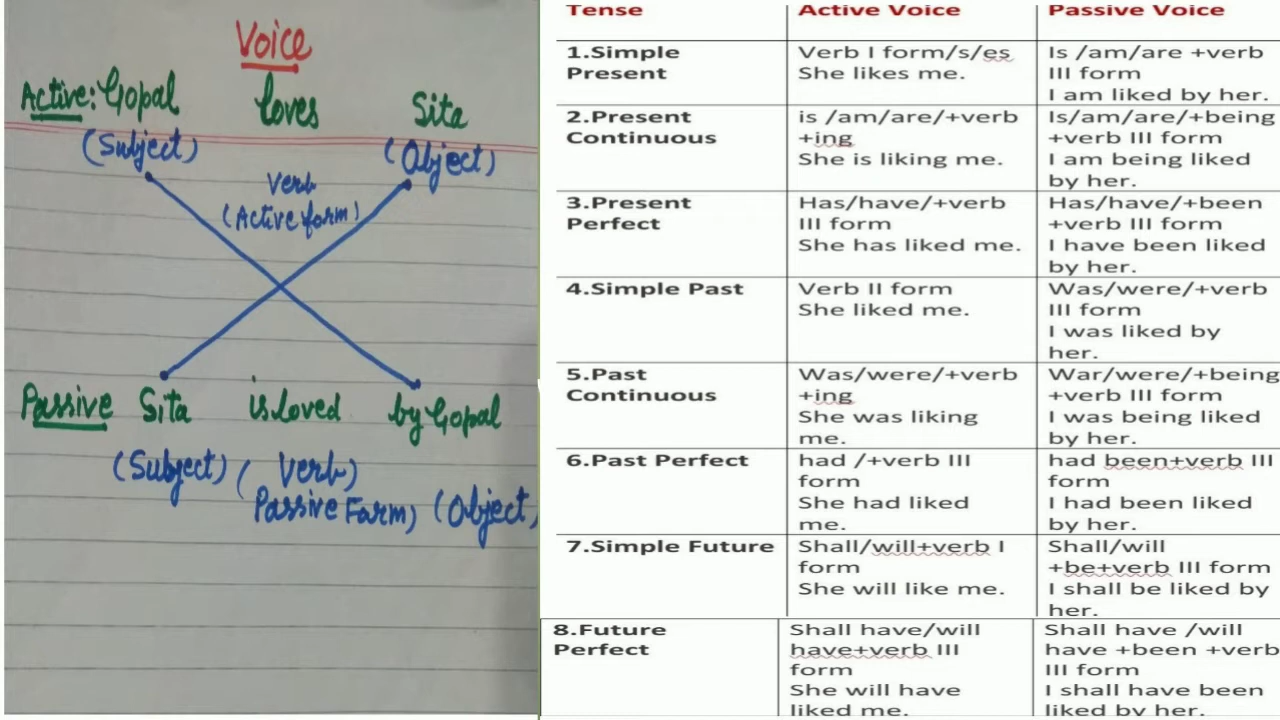 Voice
Active: Gopal loves Sita
(Subject) (Object)
Verb
(Active form)
Passive Sita is loved by Gopal
(Subject) ( Verb)
Passive Farm) (Object)
Tense Active Voice Passive Voice
1.Simple
Present
Verb I form/s/es
She likes me.
Is /am/are +verb
III form
I am liked by her.
2.Present
Continuous
is /am/are/+verb
+ing
She is liking me.
Is/am/are/+being
+verb III form
I am being liked
by her.
3.Present
Perfect
Has/have/+verb
III form
She has liked me.
Has/have/+been
+verb III form
I have been liked
by her.
4.Simple Past
Verb II form
She liked me.
Was/were/+verb
III form
I was liked by
her.
5.Past
Continuous
Was/were/+verb
+ing
She was liking
me.
War/were/+being
+verb III form
I was being liked
by her.
6.Past Perfect
had /+verb III
form
She had liked
me.
had been+verb III
form
I had been liked
by her.
7.Simple Future
Shall/will+verb I
form
She will like me.
Shall/will
+be+verb III form
I shall be liked by
her.
8.Future
Perfect
Shall have/will
have+verb III
form
She will have
liked me.
Shall have /will
have +been +verb
III form
I shall have been
liked by her.